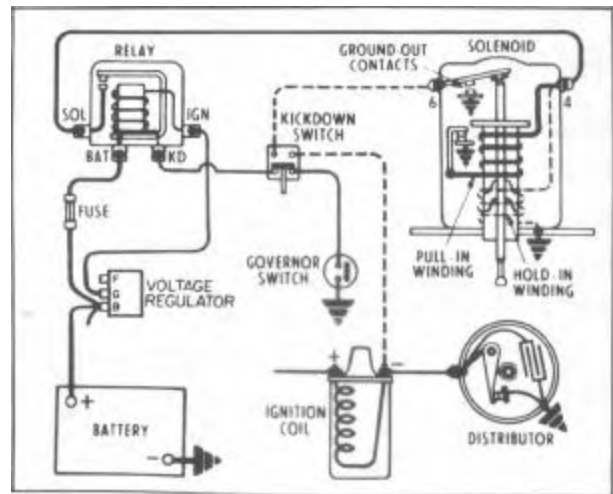 RELAY
GROUND-OUT
CONTACTS
SOLENOID
SOL
IGN
6
4
KICKDOWN
SWITCH
BAT
KD
FUSE
PULL-IN
WINDING
HOLD-IN
WINDING
GOVERNOR
SWITCH
F
G
B
VOLTAGE
REGULATOR
+
-
+
BATTERY
-
IGNITION
COIL
DISTRIBUTOR